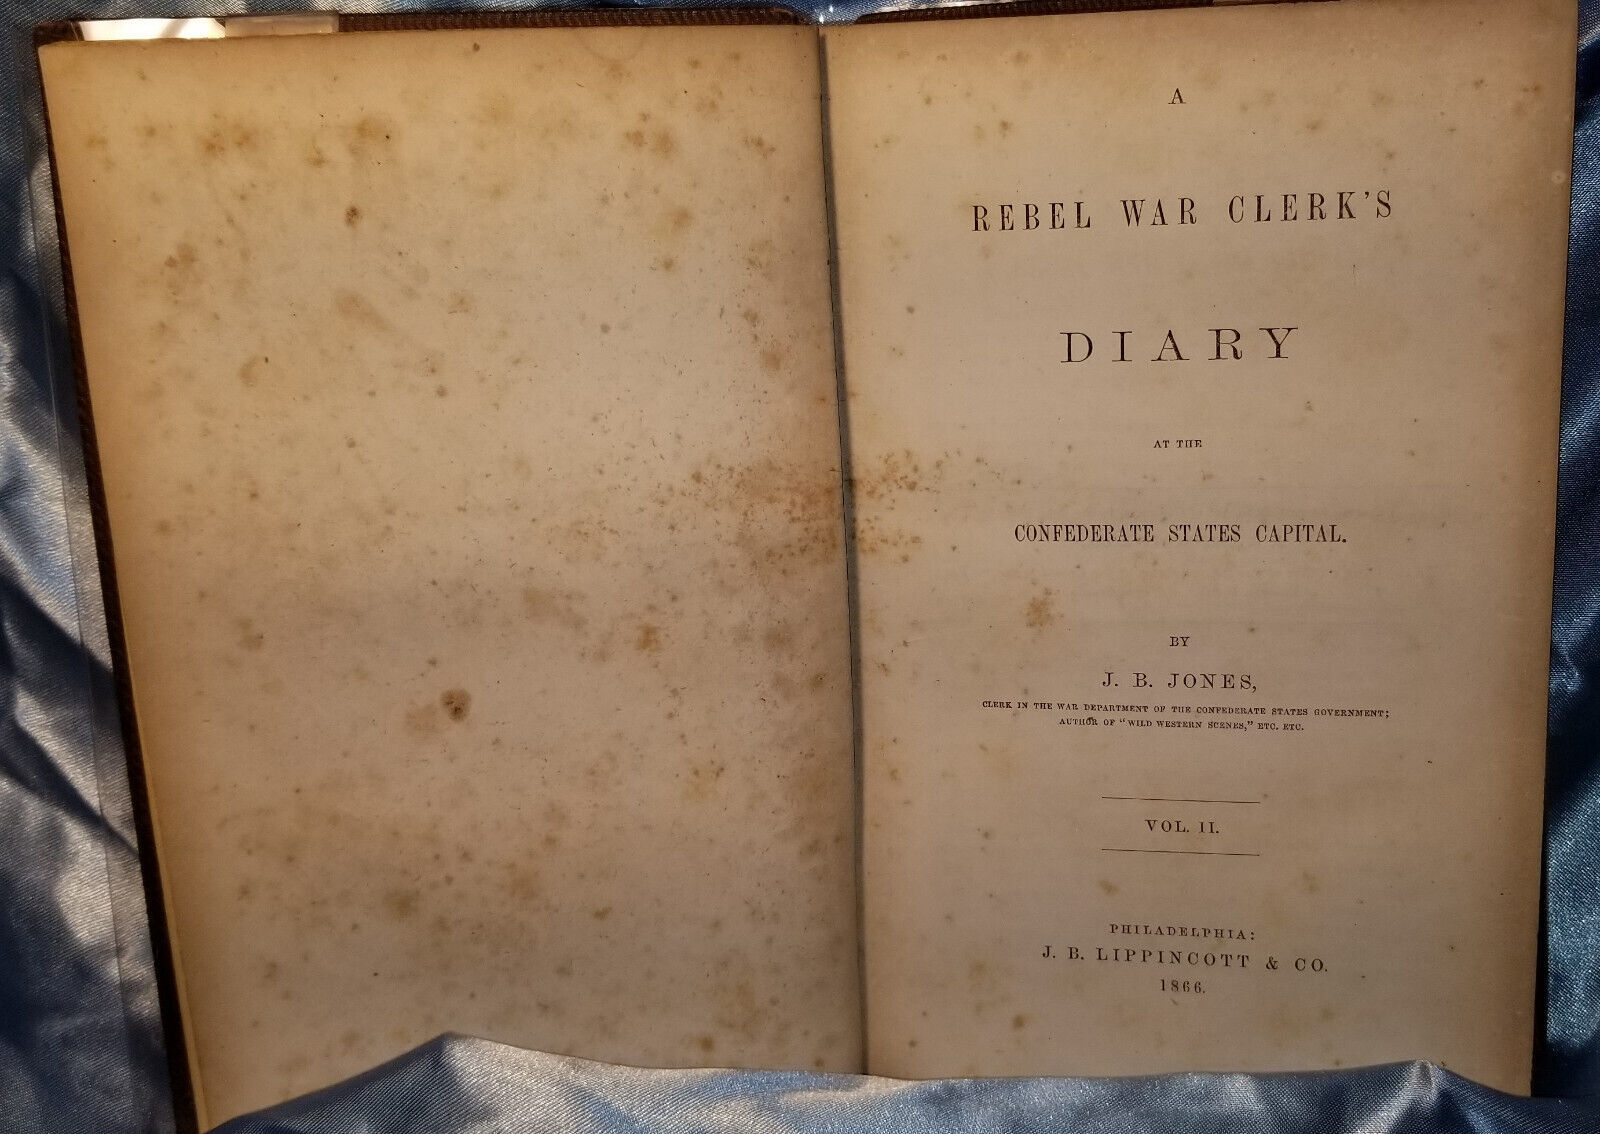 A
REBEL WAR CLERK'S
DIARY
AT THE
CONFEDERATE STATES CAPITAL.
BY
J. B. JONES,
CLERK IN THE WAR DEPARTMENT OF THE CONFEDERATE STATES GOVERNMENT;
AUTHOR OF "WILD WESTERN SCENES," ETC. ETC.
VOL. II.
PHILADELPHIA:
J. B. LIPPINCOTT & CO.
1866.